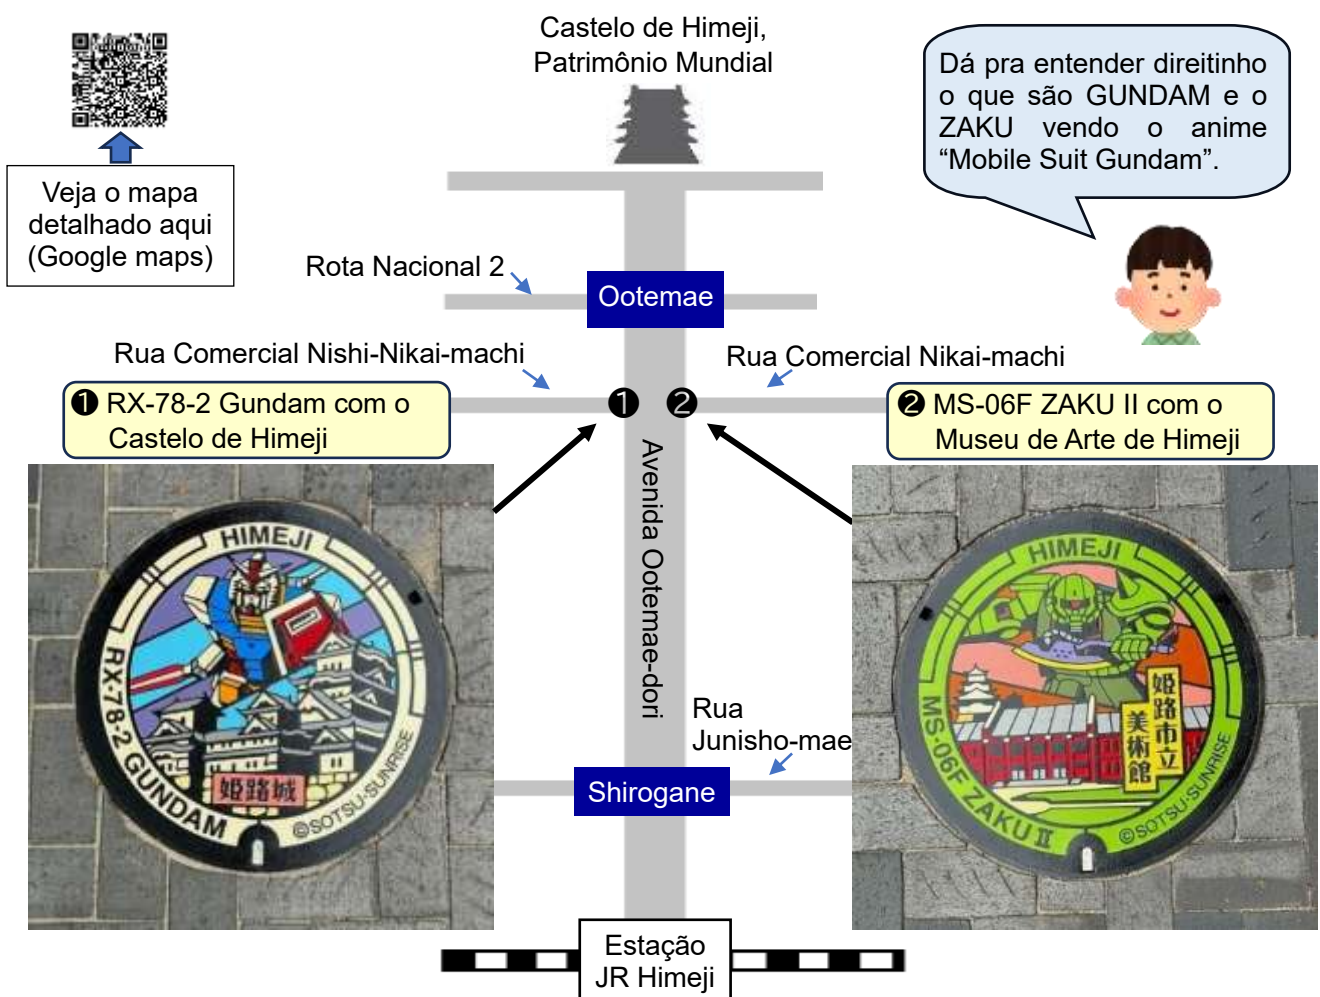 Castelo de Himeji,
Patrimônio Mundial
Dá pra entender direitinho
o que são GUNDAM e o
ZAKU vendo o anime
“Mobile Suit Gundam”.
Veja o mapa
detalhado aqui
(Google maps)
Rota Nacional 2
Ootemae
Rua Comercial Nishi-Nikai-machi
Rua Comercial Nikai-machi
❶ RX-78-2 Gundam com o
Castelo de Himeji
❶
❷
❷ MS-06F ZAKU II com o
Museu de Arte de Himeji
Avenida Ootemae-dori
HIMEJI
RX-78-2 GUNDAM
姫路城
©SOTSU·SUNRISE
HIMEJI
MS-06F ZAKU II
姫路市立
美術館
©SOTSU·SUNRISE
Rua
Junisho-mae
Shirogane
Estação
JR Himeji